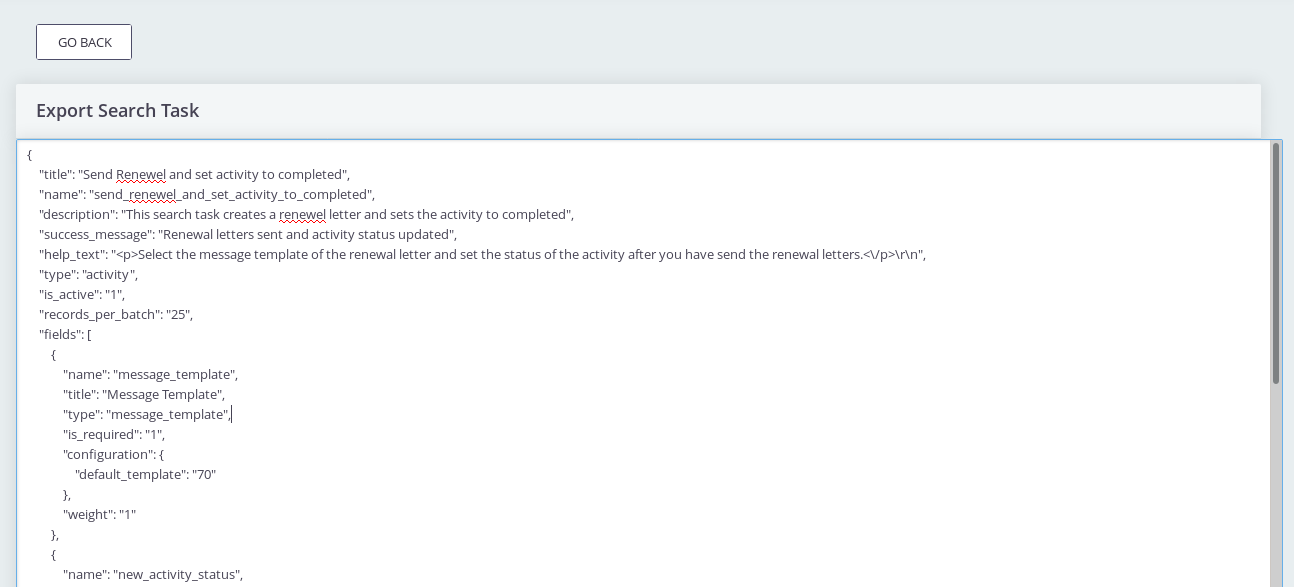 GO BACK
Export Search Task
{
"title": "Send Renewel and set activity to completed",
"name": "send_renewel_and_set_activity_to_completed",
"description": "This search task creates a renewel letter and sets the activity to completed",
"success_message": "Renewal letters sent and activity status updated",
"help_text": "<p>Select the message template of the renewal letter and set the status of the activity after you have send the renewal letters.<\/p>\r\n",
"type": "activity",
"is_active": "1",
"records_per_batch": "25",
"fields": [
{
"name": "message_template",
"title": "Message Template",
"type": "message_template",
"is_required": "1",
"configuration": {
"default_template": "70"
},
"weight": "1"
},
{
"name": "new_activity_status",